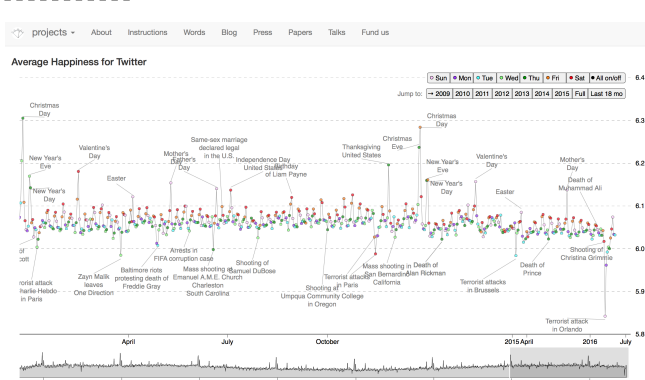 projects About Instructions Words Blog Press Papers Talks Fund us
Average Happiness for Twitter
Sun Mon Tue Wed Thu Fri Sat All on/off
Jump to: → 2009 2010 2011 2012 2013 2014 2015 Full Last 18 mo
6.4
6.3
6.2
6.1
6.0
5.9
5.8
Christmas
Day
New Year's
Eve
New Year's
Day
Valentine's
Day
Easter
Mother's
Day
Father's
Day
Same-sex marriage
declared legal
in the U.S.
Independence Day
United States
Birthday
of Liam Payne
Thanksgiving
United States
Christmas
Eve
Christmas
Day
New Year's
Day
Valentine's
Day
Easter
Mother's
Day
Death of
Muhammad Ali
Zayn Malik
leaves
One Direction
Baltimore riots
protesting death of
Freddie Gray
Arrests in
FIFA corruption case
Mass shooting at
Emanuel A.M.E. Church
Charleston
South Carolina
Shooting of
Samuel DuBose
Shooting at
Umpqua Community College
in Oregon
Terrorist attacks
in Paris
Mass shooting in
San Bernardino
California
Death of
Alan Rickman
Terrorist attacks
in Brussels
Death of
Prince
Shooting of
Christina Grimmie
Terrorist attack
in Orlando
rorist attack
harlie Hebdo
in Paris
April July October 2015 April 2016 July